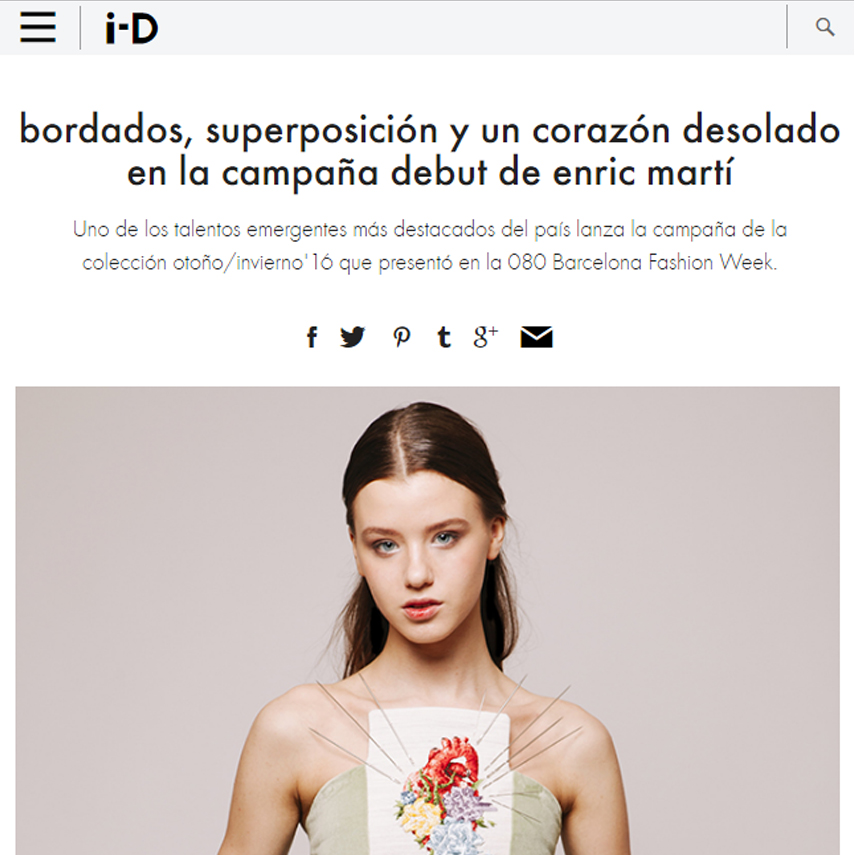 i-D
bordados, superposición y un corazón desolado
en la campaña debut de enric martí
Uno de los talentos emergentes más destacados del país lanza la campaña de la
colección otoño/invierno'16 que presentó en la 080 Barcelona Fashion Week.
f t g+